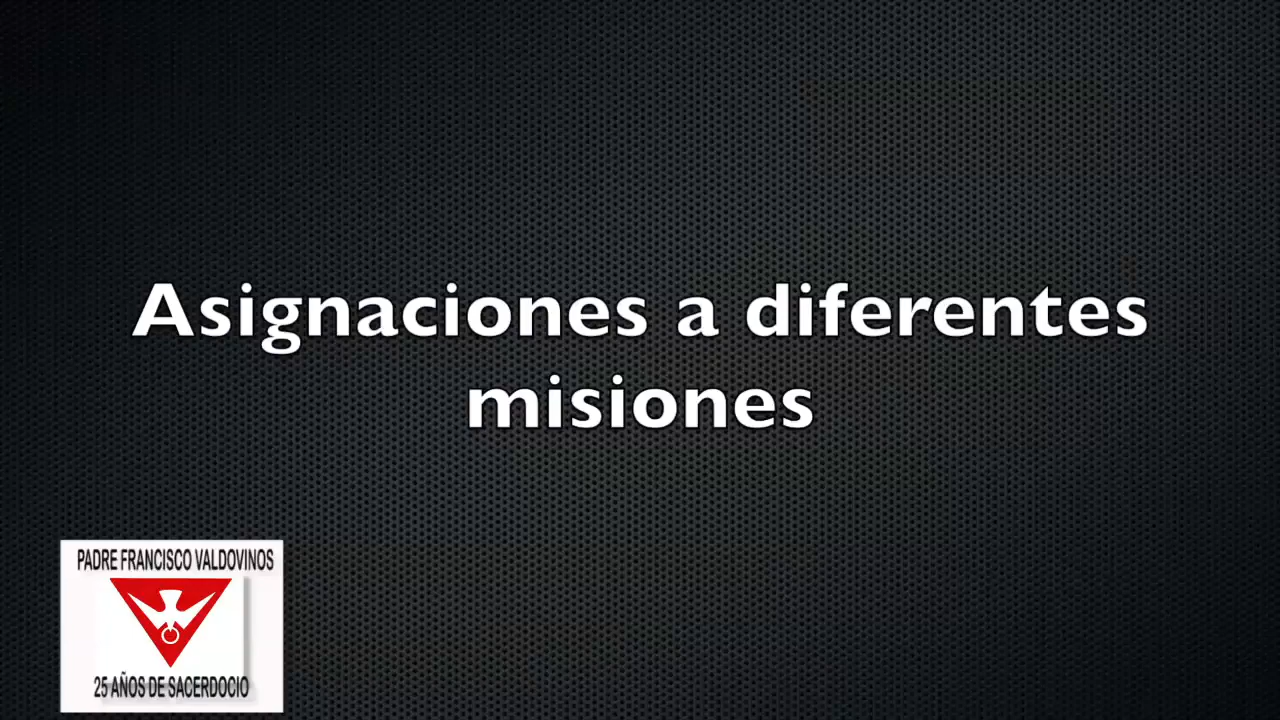 Asignaciones a diferentes
misiones
PADRE FRANCISCO VALDOVINOS
25 AÑOS DE SACERDOCIO